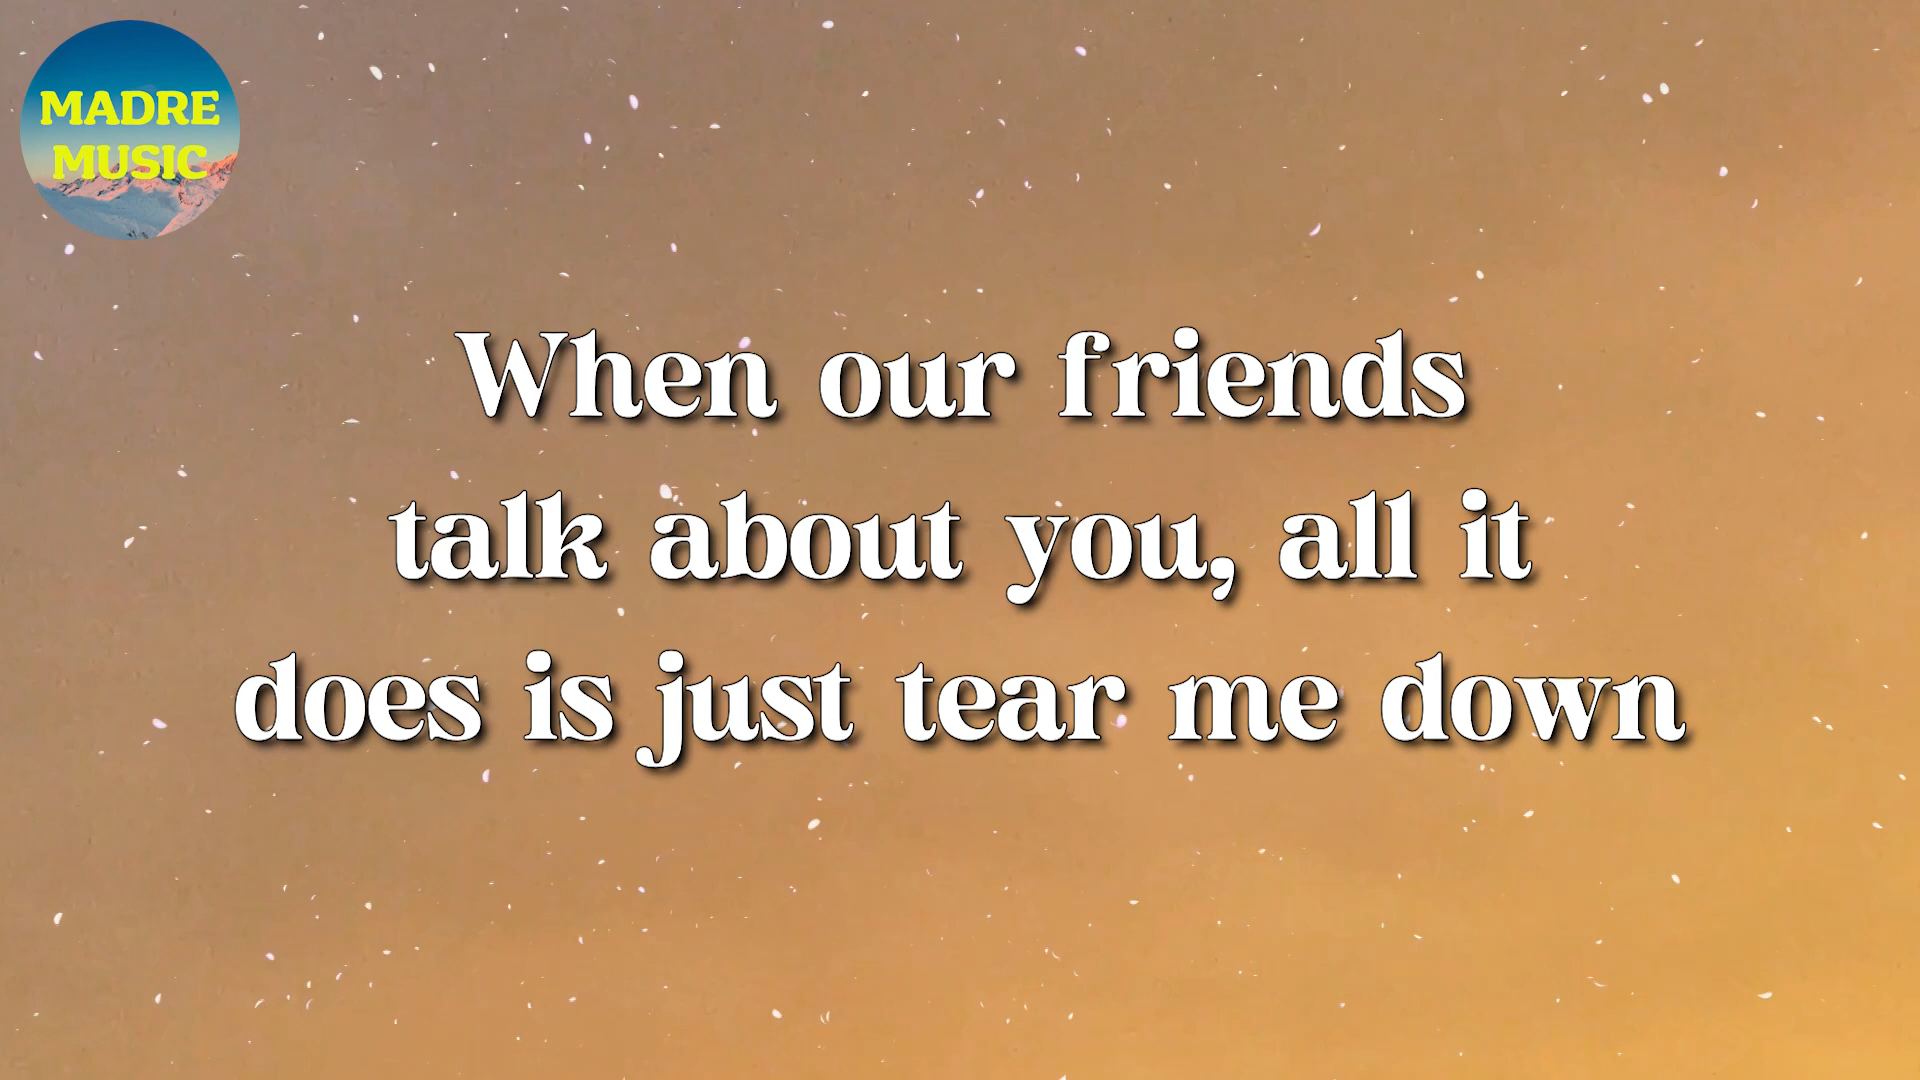 MADRE
MUSIC
When our friends
talk about you, all it
does is just tear me down